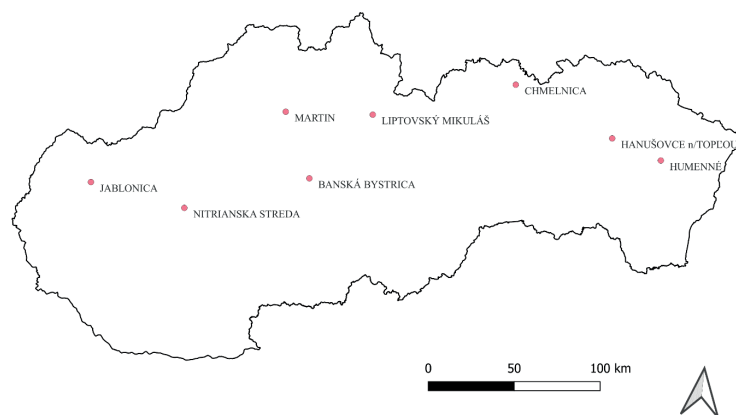 CHMELNICA
MARTIN
LIPTOVSKÝ MIKULÁŠ
HANUŠOVCE n/TOPĽOU
HUMENNÉ
JABLONICA
BANSKÁ BYSTRICA
NITRIANSKA STREDA
0 50 100 km